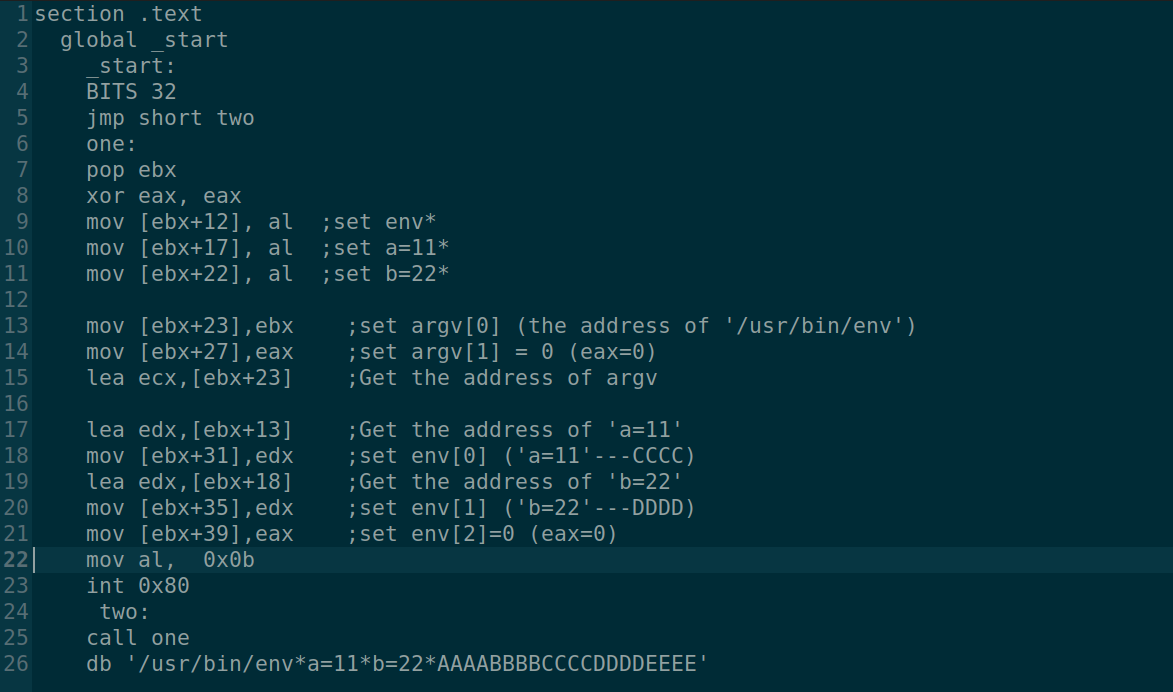 1 section .text
2   global _start
3     _start:
4     BITS 32
5     jmp short two
6     one:
7     pop ebx
8     xor eax, eax
9     mov [ebx+12], al  ;set env*
10     mov [ebx+17], al  ;set a=11*
11     mov [ebx+22], al  ;set b=22*
12
13     mov [ebx+23],ebx    ;set argv[0] (the address of '/usr/bin/env')
14     mov [ebx+27],eax    ;set argv[1] = 0 (eax=0)
15     lea ecx,[ebx+23]    ;Get the address of argv
16
17     lea edx,[ebx+13]    ;Get the address of 'a=11'
18     mov [ebx+31],edx    ;set env[0] ('a=11'---CCCC)
19     lea edx,[ebx+18]    ;Get the address of 'b=22'
20     mov [ebx+35],edx    ;set env[1] ('b=22'---DDDD)
21     mov [ebx+39],eax    ;set env[2]=0 (eax=0)
22     mov al,  0x0b
23     int 0x80
24      two:
25     call one
26     db '/usr/bin/env*a=11*b=22*AAAABBBBCCCCDDDDEEEE'